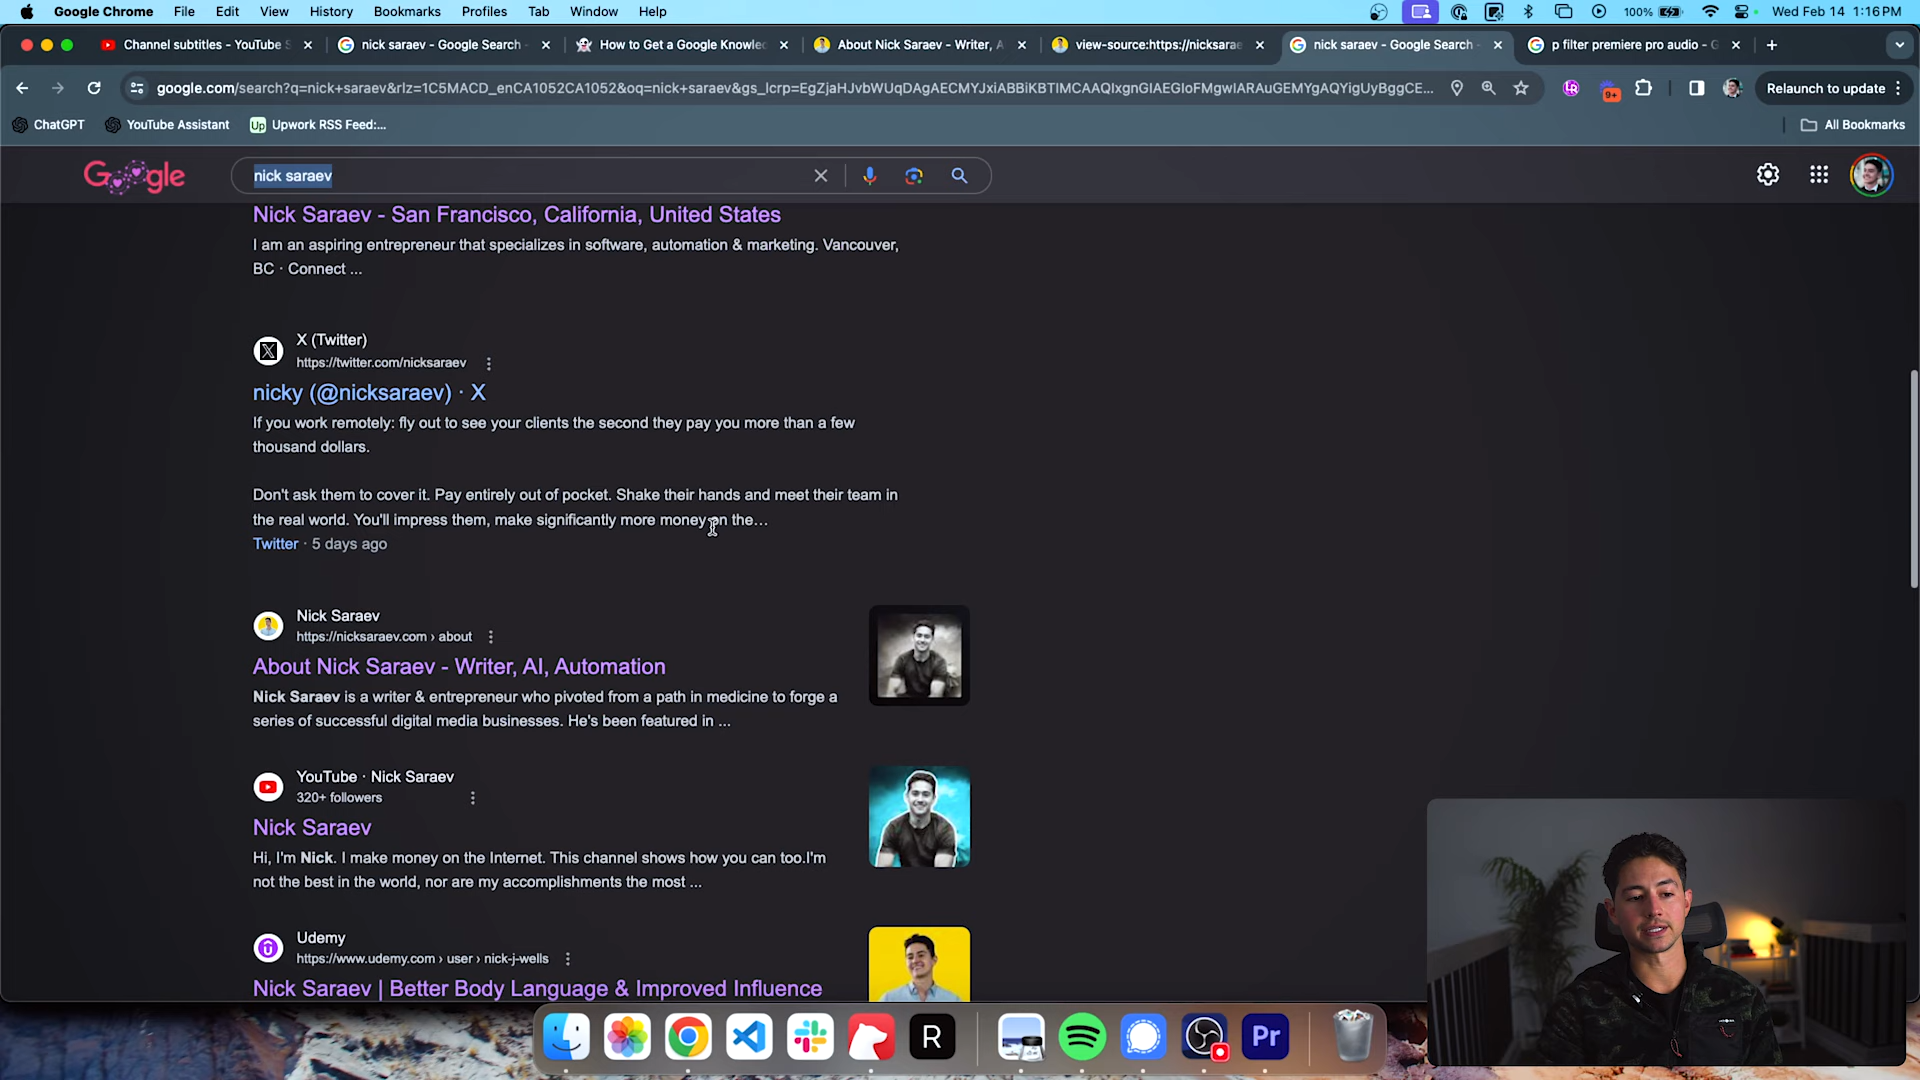 Google Chrome File Edit View History Bookmarks Profiles Tab Window Help 100% Wed Feb 14 1:16 PM
Channel subtitles - YouTube S nick saraev - Google Search - How to Get a Google Knowled About Nick Saraev - Writer, A view-source:https://nicksarae nick saraev - Google Search - p filter premiere pro audio - G
google.com/search?q=nick+saraev&rlz=1C5MACD_enCA1052CA1052&oq=nick+saraev&gs_lcrp=EgZjaHJvbWUqDAgAECMYJxiABBiKBTIMCAAQIxgnGIAEGIoFMgwIARAuGEMYgAQYigUyBggCE... 9+ Relaunch to update
ChatGPT YouTube Assistant Up Upwork RSS Feed:... All Bookmarks
Google nick saraev
Nick Saraev - San Francisco, California, United States
I am an aspiring entrepreneur that specializes in software, automation & marketing. Vancouver,
BC · Connect ...
X (Twitter)
https://twitter.com/nicksaraev
nicky (@nicksaraev) · X
If you work remotely: fly out to see your clients the second they pay you more than a few
thousand dollars.
Don't ask them to cover it. Pay entirely out of pocket. Shake their hands and meet their team in
the real world. You'll impress them, make significantly more money on the…
Twitter · 5 days ago
Nick Saraev
https://nicksaraev.com › about
About Nick Saraev - Writer, AI, Automation
Nick Saraev is a writer & entrepreneur who pivoted from a path in medicine to forge a
series of successful digital media businesses. He's been featured in ...
YouTube · Nick Saraev
320+ followers
Nick Saraev
Hi, I'm Nick. I make money on the Internet. This channel shows how you can too.I'm
not the best in the world, nor are my accomplishments the most ...
Udemy
https://www.udemy.com › user › nick-j-wells
Nick Saraev | Better Body Language & Improved Influence
R Pr